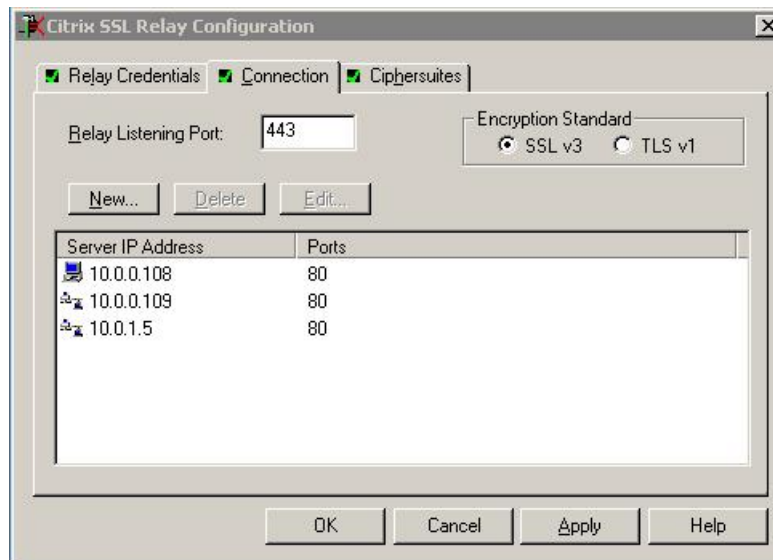 Citrix SSL Relay Configuration
Relay Credentials Connection Ciphersuites
Relay Listening Port: 443
Encryption Standard
SSL v3 TLS v1
New... Delete Edit...
Server IP Address Ports
10.0.0.108 80
10.0.0.109 80
10.0.1.5 80
OK Cancel Apply Help